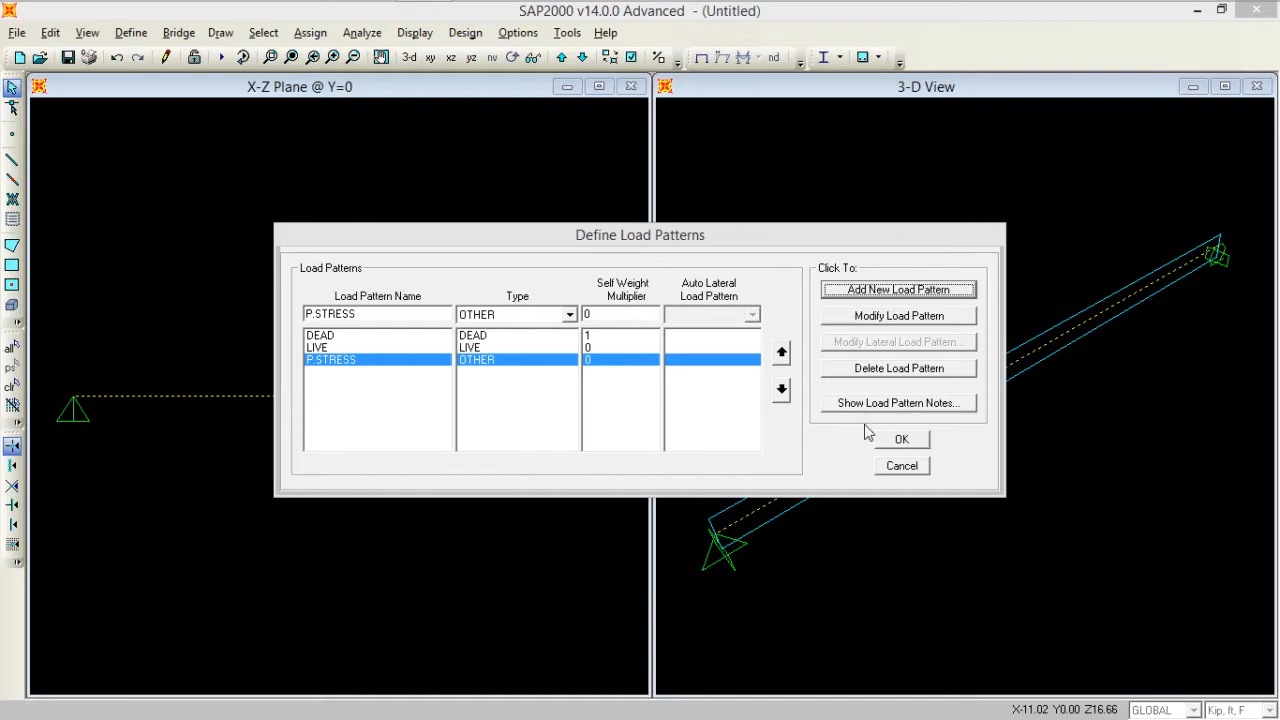 SAP2000 v14.0.0 Advanced - (Untitled)
File Edit View Define Bridge Draw Select Assign Analyze Display Design Options Tools Help
3-d xy xz yz nv nd
X-Z Plane @ Y=0
3-D View
all
ps
clr
Define Load Patterns
Load Patterns
Click To:
Load Pattern Name Type Self Weight Multiplier Auto Lateral Load Pattern
P.STRESS OTHER 0
DEAD DEAD 1
LIVE LIVE 0
P.STRESS OTHER 0
Add New Load Pattern
Modify Load Pattern
Modify Lateral Load Pattern...
Delete Load Pattern
Show Load Pattern Notes...
OK
Cancel
X-11.02 Y0.00 Z16.66 GLOBAL Kip, ft, F